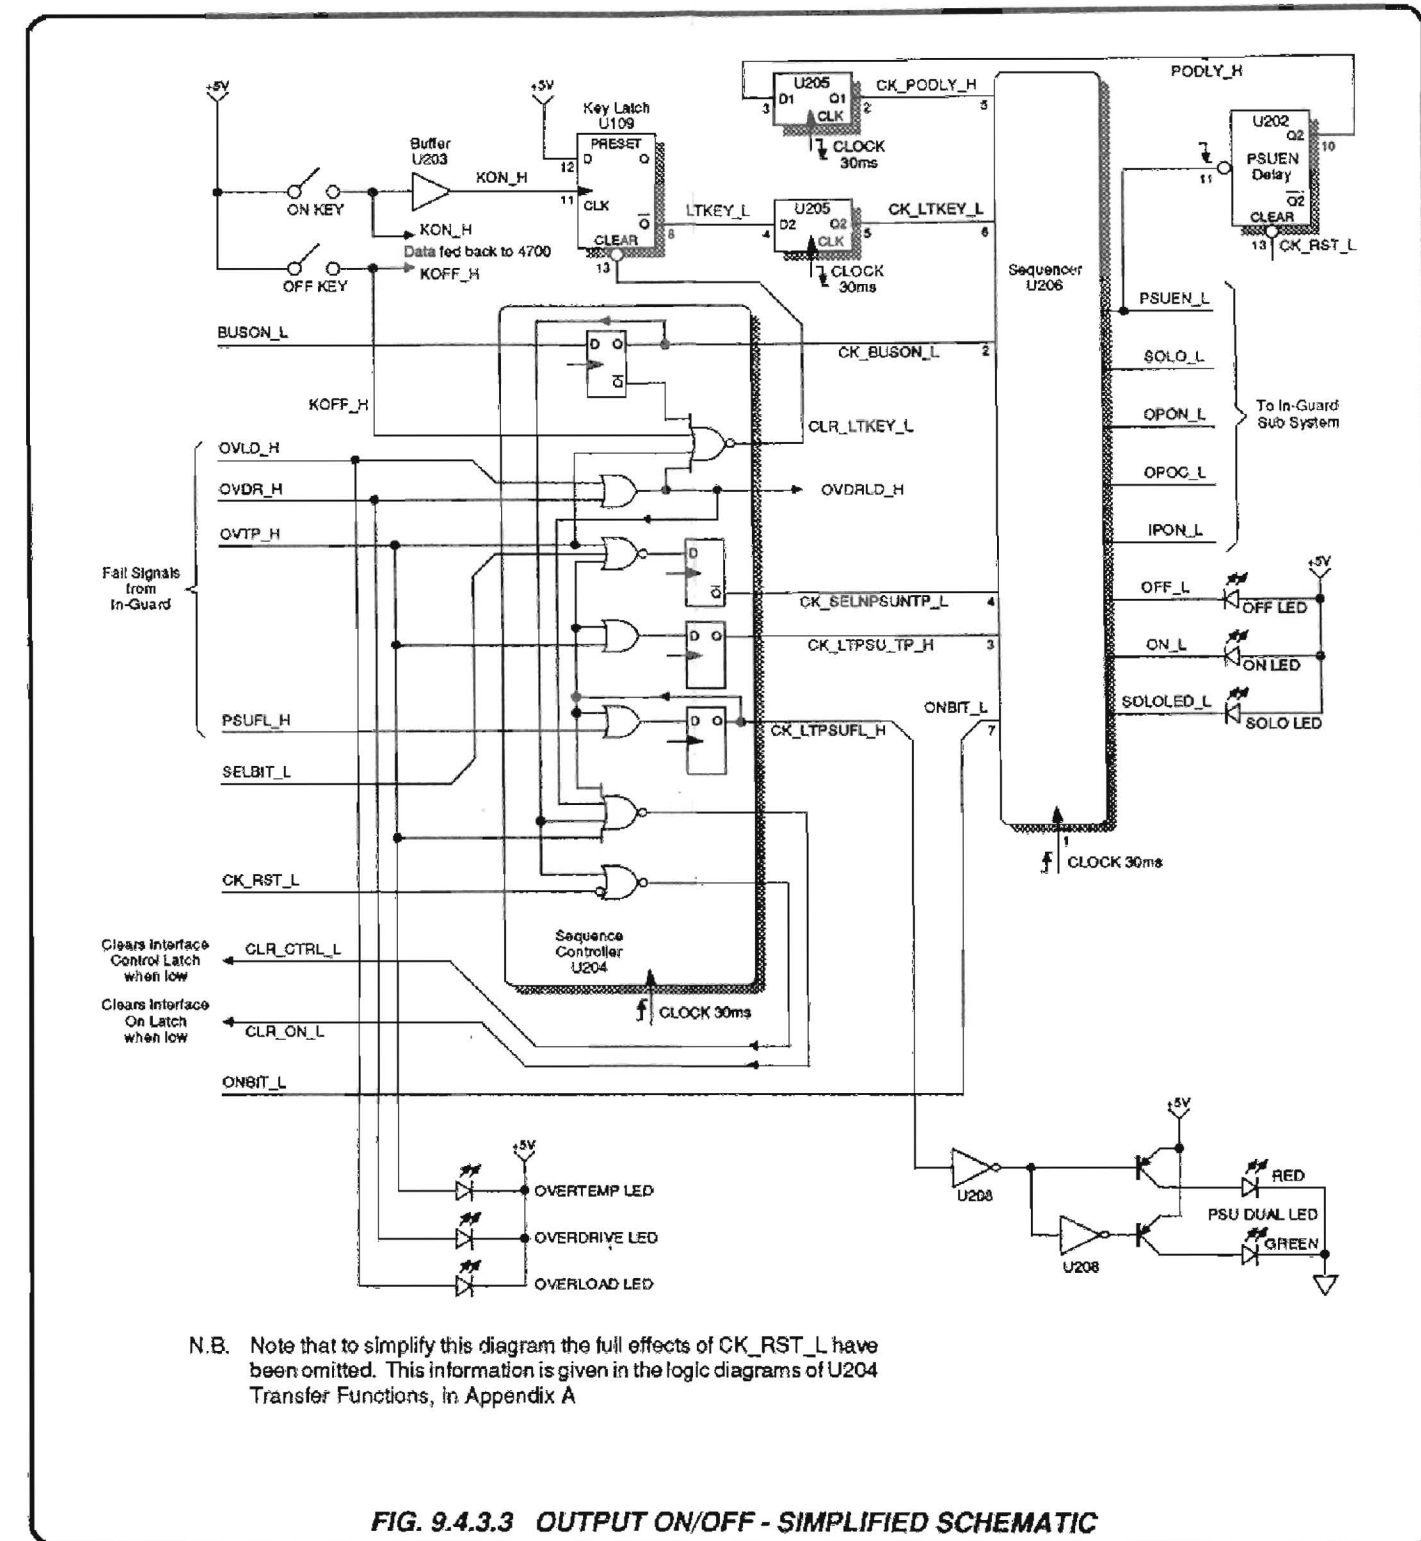 +5V
+5V
Key Latch
U109
PRESET
D
Q
12
11
CLK
Q
8
CLEAR
13
Buffer
U203
KON_H
ON KEY
KON_H
Data fed back to 4700
KOFF_H
OFF KEY
LTKEY_L
U205
D1
Q1
CLK
3
2
CK_PODLY_H
5
CLOCK
30ms
U205
D2
Q2
CLK
4
5
CK_LTKEY_L
6
CLOCK
30ms
PODLY_H
U202
Q2
10
PSUEN
Delay
11
Q2
CLEAR
13
CK_RST_L
Sequencer
U206
PSUEN_L
SOLO_L
OPON_L
OPOC_L
IPON_L
To In-Guard
Sub System
+5V
OFF_L
OFF LED
ON_L
ON LED
SOLOLED_L
SOLO LED
BUSON_L
D
Q
Q
CK_BUSON_L
2
KOFF_H
CLR_LTKEY_L
OVLD_H
OVDR_H
OVDRLD_H
OVTP_H
Fail Signals
from
In-Guard
D
Q
CK_SELNPSUNTP_L
4
D
Q
CK_LTPSU_TP_H
3
PSUFL_H
D
Q
CK_LTPSUFL_H
ONBIT_L
7
SELBIT_L
CK_RST_L
1
CLOCK 30ms
Sequence
Controller
U204
CLOCK 30ms
Clears Interface
Control Latch
when low
CLR_CTRL_L
Clears Interface
On Latch
when low
CLR_ON_L
ONBIT_L
+5V
OVERTEMP LED
OVERDRIVE LED
OVERLOAD LED
+5V
U208
U208
RED
PSU DUAL LED
GREEN
N.B. Note that to simplify this diagram the full effects of CK_RST_L have
been omitted. This information is given in the logic diagrams of U204
Transfer Functions, in Appendix A
FIG. 9.4.3.3 OUTPUT ON/OFF - SIMPLIFIED SCHEMATIC